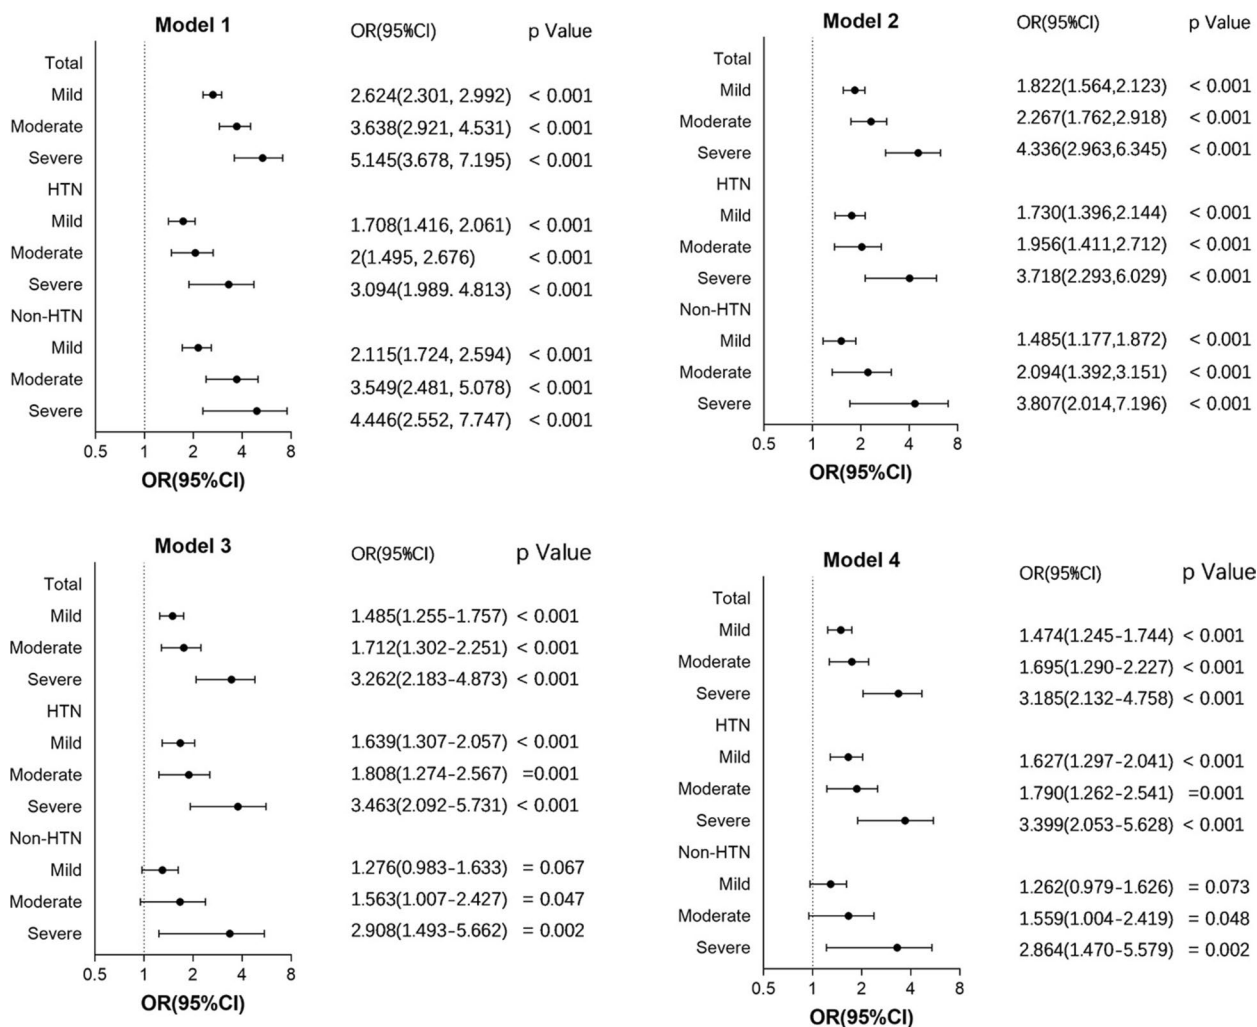 Model 1
OR(95%CI) p Value
Total
Mild 2.624(2.301, 2.992) < 0.001
Moderate 3.638(2.921, 4.531) < 0.001
Severe 5.145(3.678, 7.195) < 0.001
HTN
Mild 1.708(1.416, 2.061) < 0.001
Moderate 2(1.495, 2.676) < 0.001
Severe 3.094(1.989. 4.813) < 0.001
Non-HTN
Mild 2.115(1.724, 2.594) < 0.001
Moderate 3.549(2.481, 5.078) < 0.001
Severe 4.446(2.552, 7.747) < 0.001
0.5 1 2 4 8
OR(95%CI)
Model 2
OR(95%CI) p Value
Total
Mild 1.822(1.564,2.123) < 0.001
Moderate 2.267(1.762,2.918) < 0.001
Severe 4.336(2.963,6.345) < 0.001
HTN
Mild 1.730(1.396,2.144) < 0.001
Moderate 1.956(1.411,2.712) < 0.001
Severe 3.718(2.293,6.029) < 0.001
Non-HTN
Mild 1.485(1.177,1.872) < 0.001
Moderate 2.094(1.392,3.151) < 0.001
Severe 3.807(2.014,7.196) < 0.001
0.5 1 2 4 8
OR(95%CI)
Model 3
OR(95%CI) p Value
Total
Mild 1.485(1.255-1.757) < 0.001
Moderate 1.712(1.302-2.251) < 0.001
Severe 3.262(2.183-4.873) < 0.001
HTN
Mild 1.639(1.307-2.057) < 0.001
Moderate 1.808(1.274-2.567) =0.001
Severe 3.463(2.092-5.731) < 0.001
Non-HTN
Mild 1.276(0.983-1.633) = 0.067
Moderate 1.563(1.007-2.427) = 0.047
Severe 2.908(1.493-5.662) = 0.002
0.5 1 2 4 8
OR(95%CI)
Model 4
OR(95%CI) p Value
Total
Mild 1.474(1.245-1.744) < 0.001
Moderate 1.695(1.290-2.227) < 0.001
Severe 3.185(2.132-4.758) < 0.001
HTN
Mild 1.627(1.297-2.041) < 0.001
Moderate 1.790(1.262-2.541) =0.001
Severe 3.399(2.053-5.628) < 0.001
Non-HTN
Mild 1.262(0.979-1.626) = 0.073
Moderate 1.559(1.004-2.419) = 0.048
Severe 2.864(1.470-5.579) = 0.002
0.5 1 2 4 8
OR(95%CI)